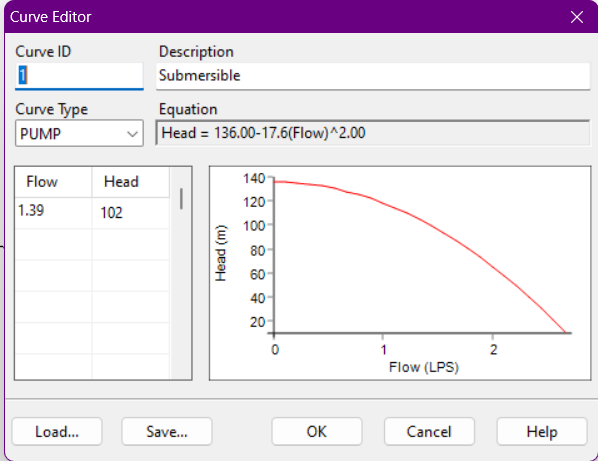 Curve Editor
Curve ID Description
1 Submersible
Curve Type Equation
PUMP Head = 136.00-17.6(Flow)^2.00
Flow Head
1.39 102
140
120
100
80
60
40
20
Head (m)
0 1 2
Flow (LPS)
Load... Save... OK Cancel Help